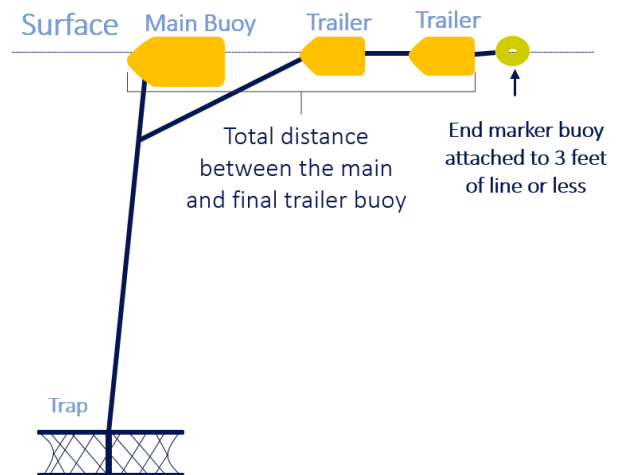 Surface
Main Buoy
Trailer
Trailer
Total distance
between the main
and final trailer buoy
End marker buoy
attached to 3 feet
of line or less
Trap